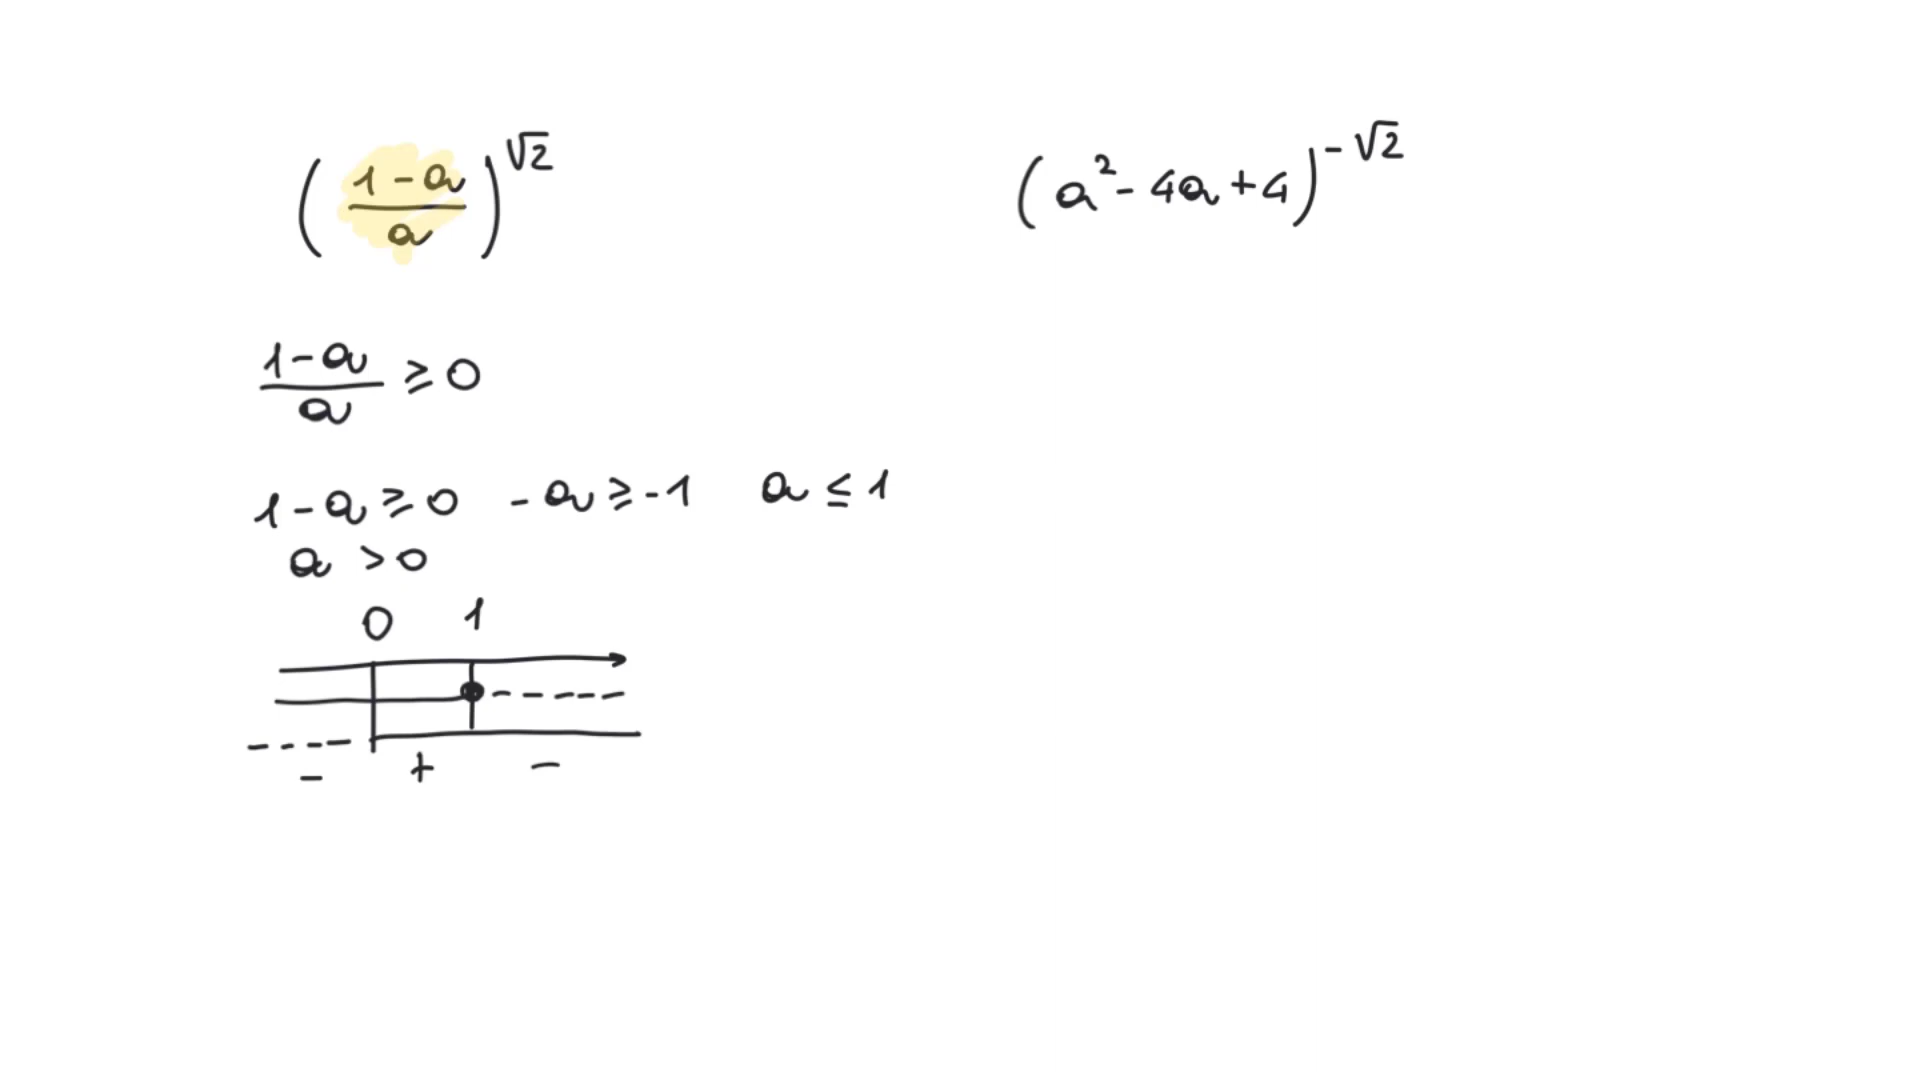 ((1-a)/a)^√2
(a²-4a+4)^-√2
(1-a)/a ≥ 0
1-a ≥ 0   -a ≥ -1   a ≤ 1
a > 0
0   1
-   +   -